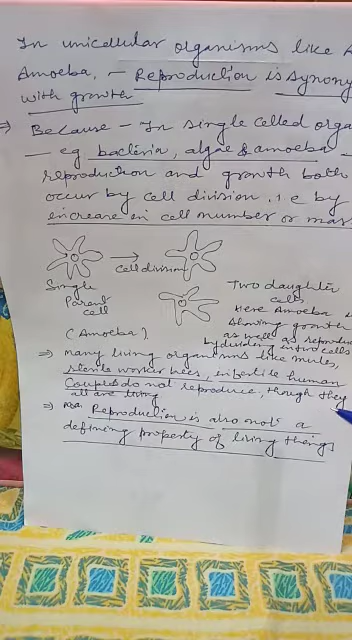 In unicellular organisms like A
Amoeba, - Reproduction is synony
with growth
⇒ Because - In single celled orga
- eg bacteria, algae & amoeba -
reproduction and growth both
occur by cell division, i.e by
increase in cell number or mas
cell division
Single
Parent
cell
(Amoeba)
Two daughter
cells
Here Amoeba is
showing growth
as well as reprodu
by dividing into two cells
⇒ Many living organisms like mules,
sterile worker bees, infertile human
Couples do not reproduce, though they
all are living
⇒ Reproduction is also not a
defining property of living things